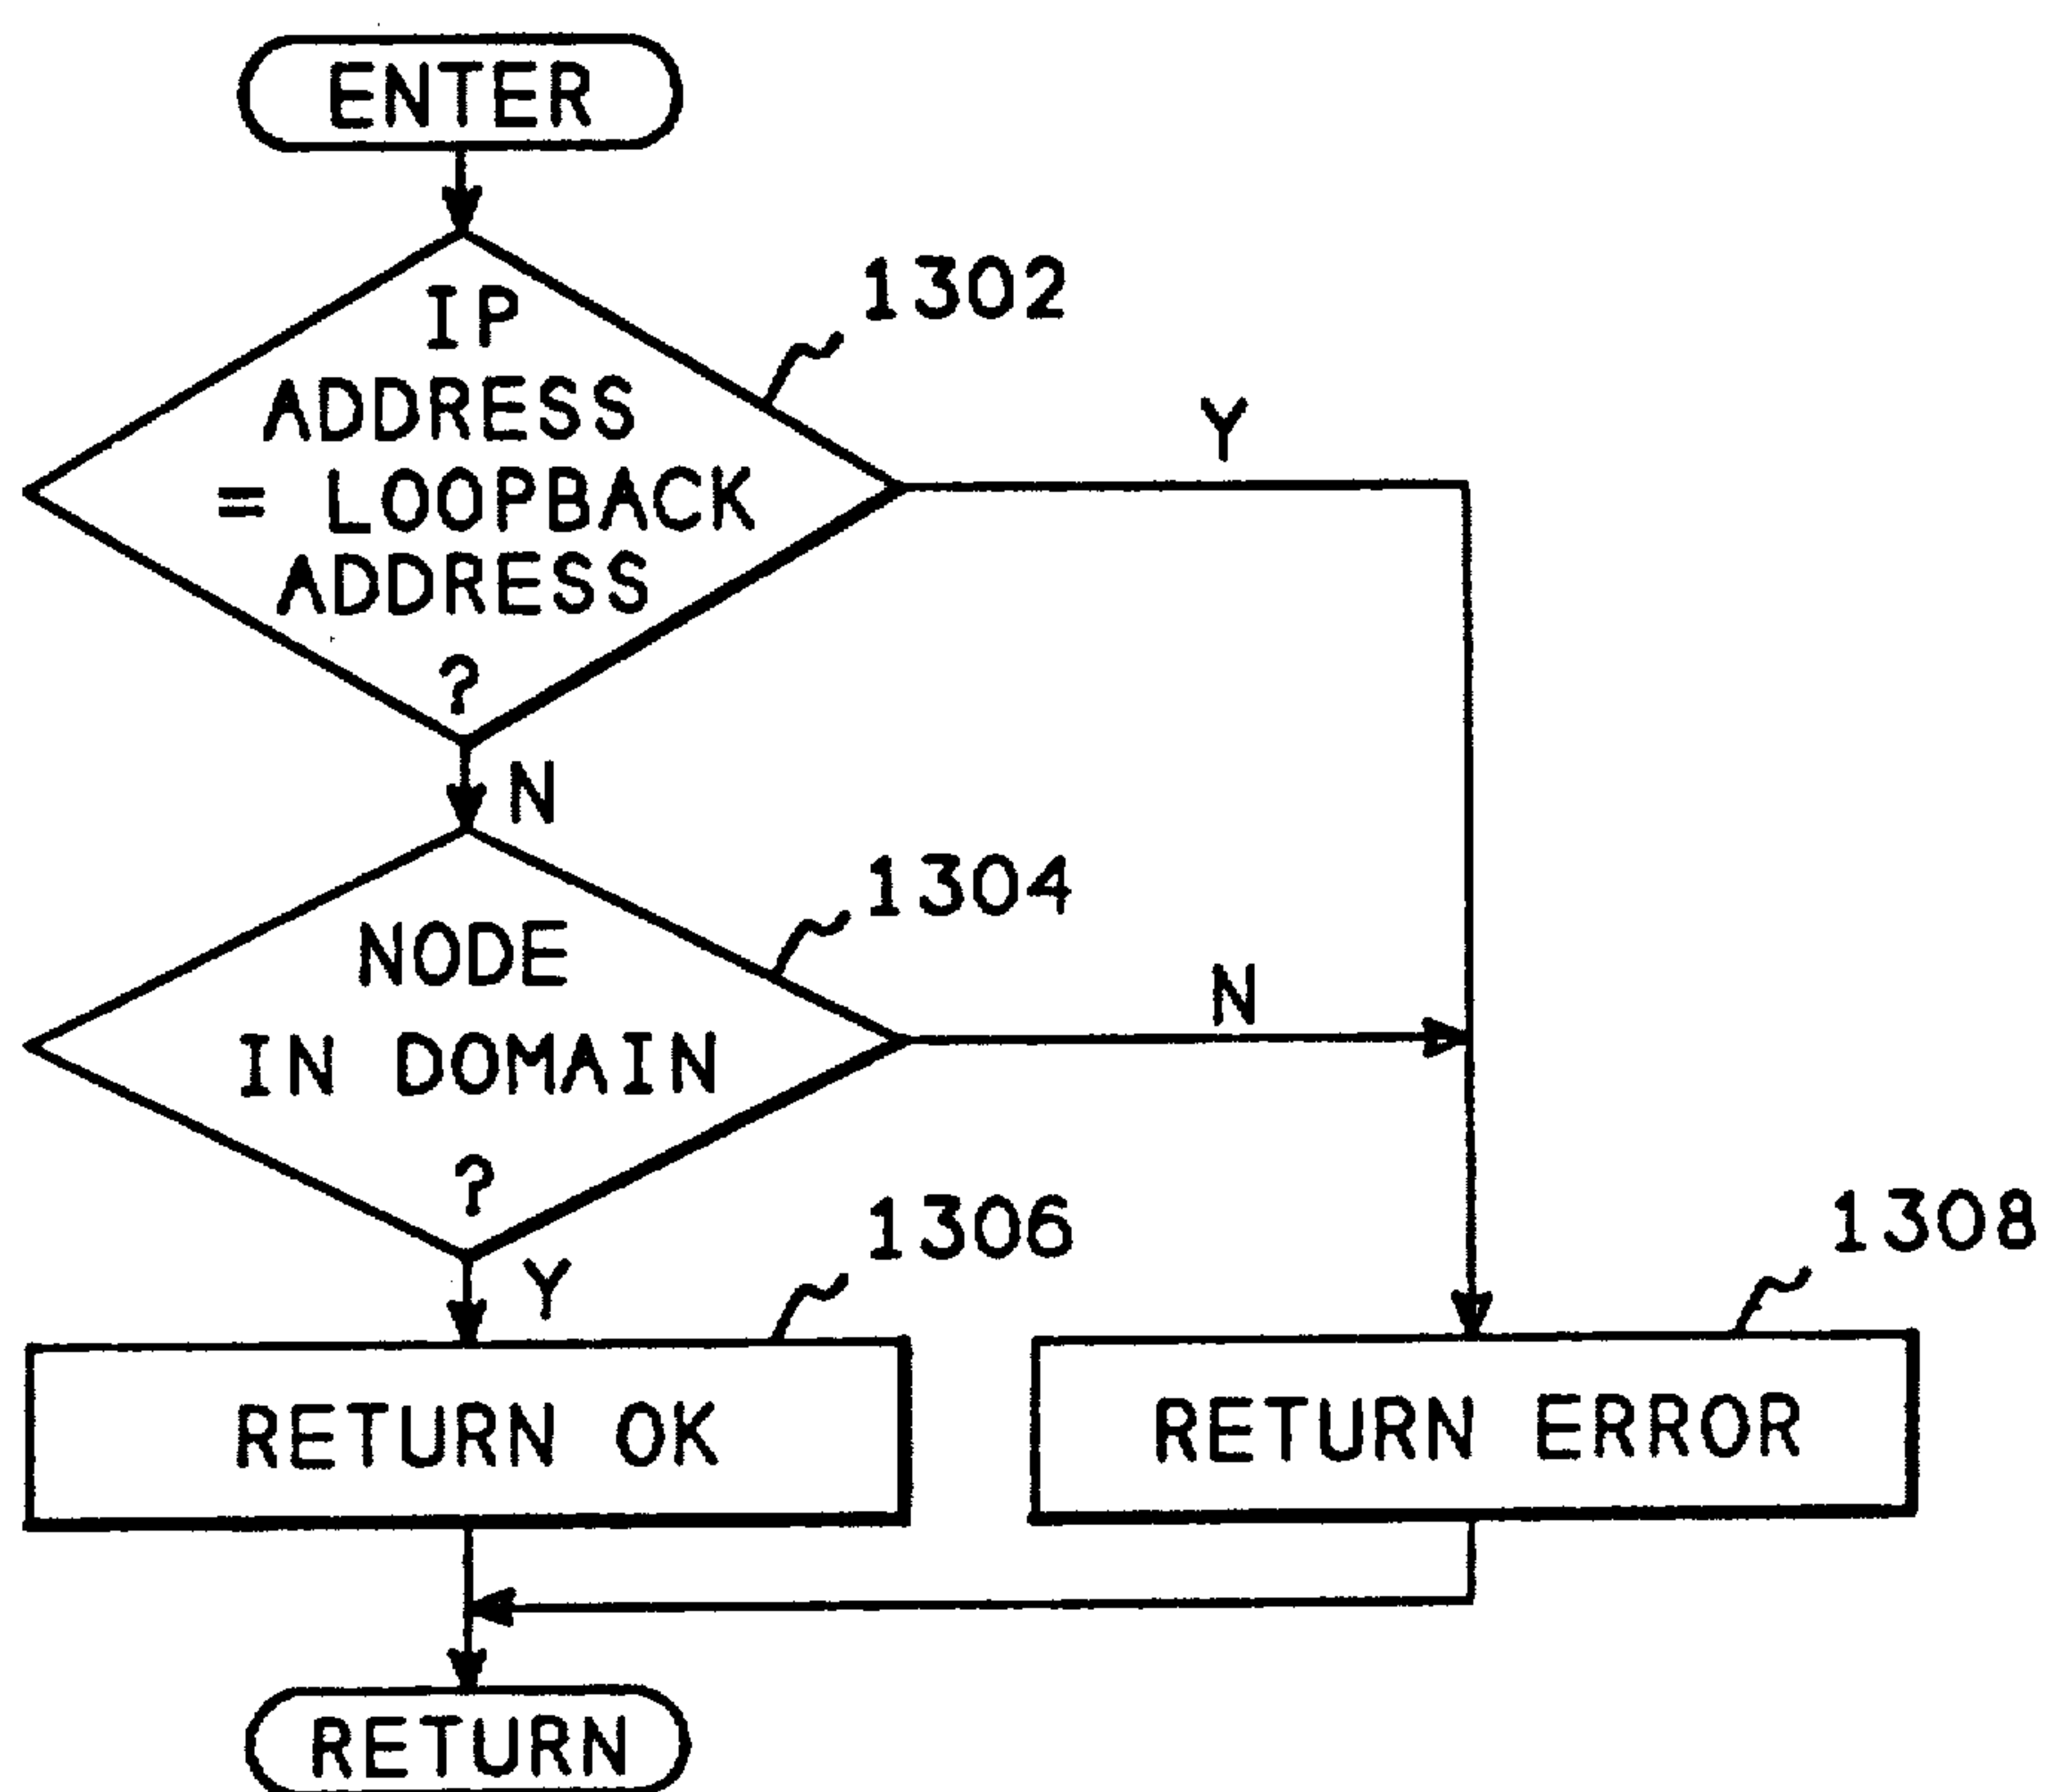 ENTER
1302
IP
ADDRESS
= LOOPBACK
ADDRESS
?
Y
N
1304
NODE
IN DOMAIN
?
N
Y
1306
RETURN OK
1308
RETURN ERROR
RETURN